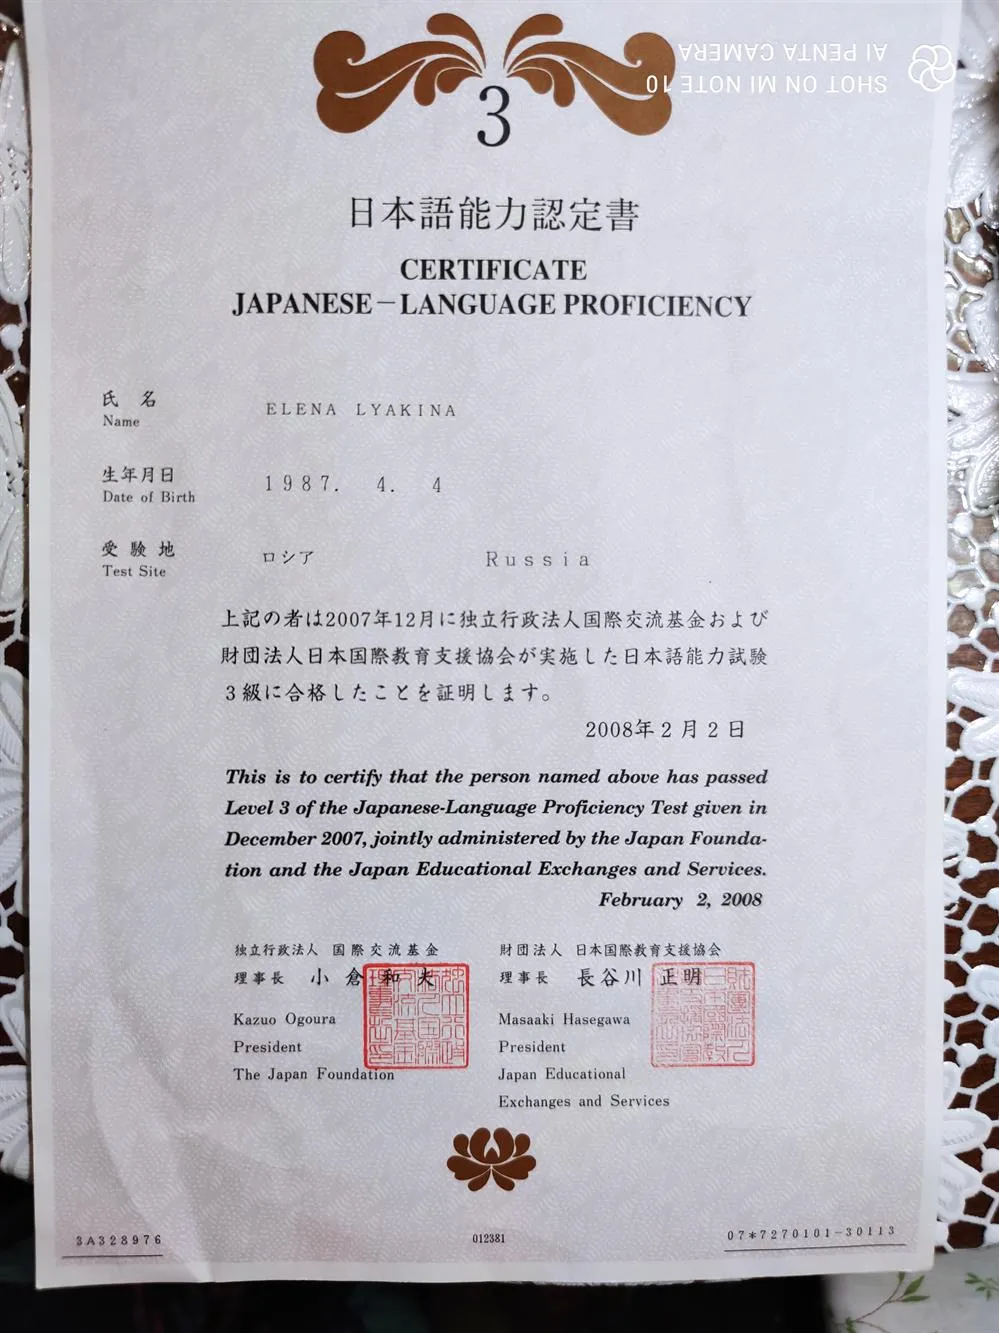 SHOT ON MI NOTE 10
AI PENTA CAMERA
3
日本語能力認定書
CERTIFICATE
JAPANESE－LANGUAGE PROFICIENCY
氏 名
Name
ELENA LYAKINA
生年月日
Date of Birth
1987. 4. 4
受 験 地
Test Site
ロシア Russia
上記の者は2007年12月に独立行政法人国際交流基金および
財団法人日本国際教育支援協会が実施した日本語能力試験
３級に合格したことを証明します。
2008年２月２日
This is to certify that the person named above has passed
Level 3 of the Japanese-Language Proficiency Test given in
December 2007, jointly administered by the Japan Founda-
tion and the Japan Educational Exchanges and Services.
February 2, 2008
独立行政法人 国際交流基金
理事長 小倉和夫
Kazuo Ogoura
President
The Japan Foundation
財団法人 日本国際教育支援協会
理事長 長谷川 正明
Masaaki Hasegawa
President
Japan Educational
Exchanges and Services
3A328976
012381
07*7270101-30113